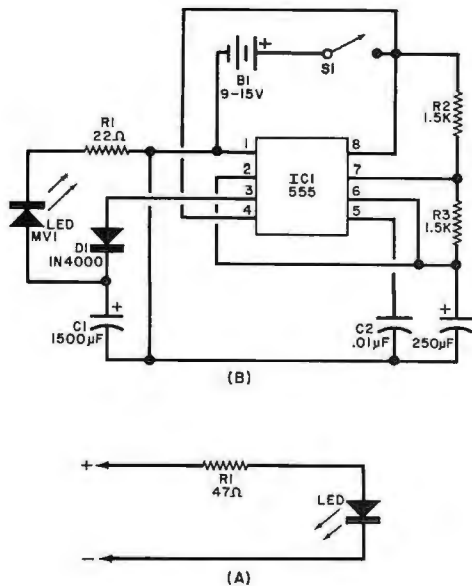 B1
9-15V
+
S1
R1
22Ω
R2
1.5K
1
8
2
7
IC1
555
3
6
4
5
LED
MV1
D1
1N4000
R3
1.5K
+
C1
1500µF
C2
.01µF
+
250µF
(B)
+
R1
47Ω
LED
-
(A)